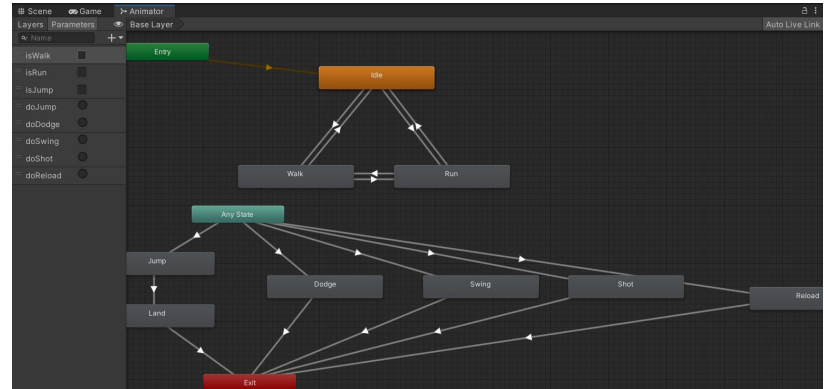 Scene Game Animator
Layers Parameters Base Layer Auto Live Link
Name
isWalk
isRun
isJump
doJump
doDodge
doSwing
doShot
doReload
Entry
Idle
Walk Run
Any State
Jump
Dodge Swing Shot
Reload
Land
Exit